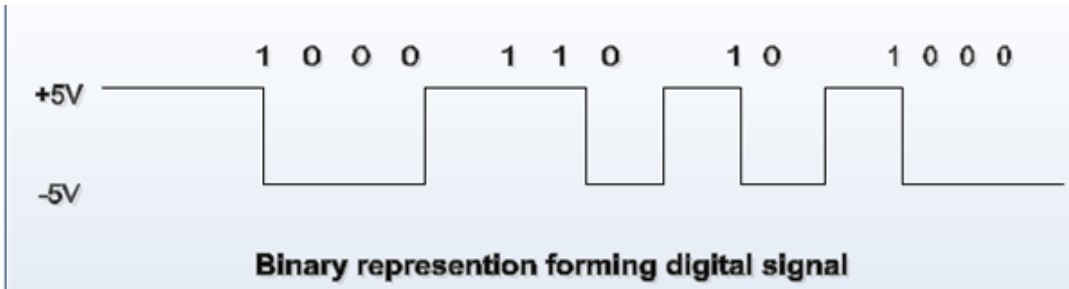 1 0 0 0 1 1 0 1 0 1 0 0 0
+5V
-5V
Binary represention forming digital signal